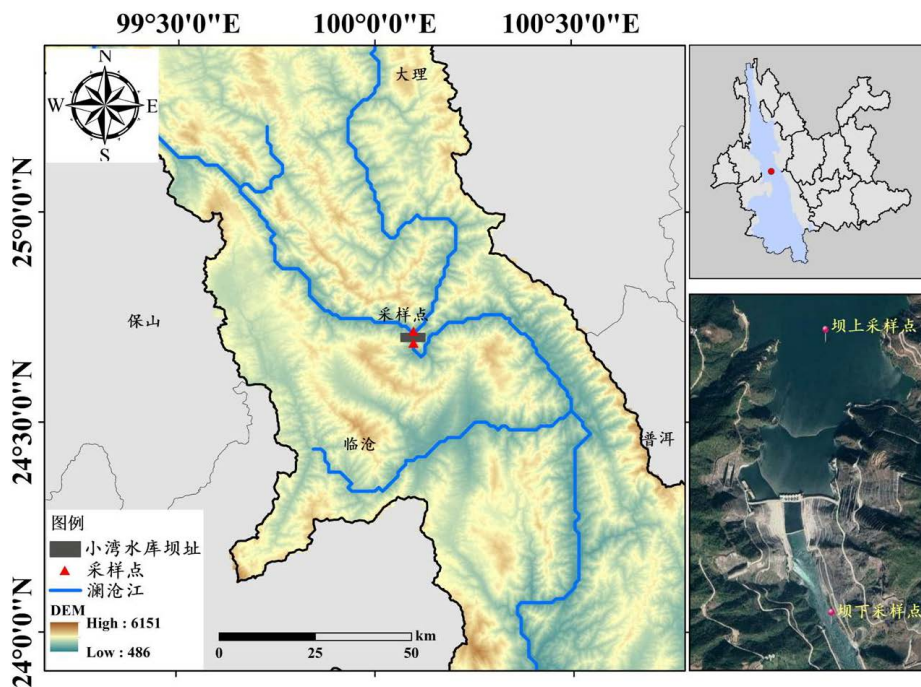 99°30'0"E
100°0'0"E
100°30'0"E
N
W
E
S
大理
25°0'0"N
采样点
保山
24°30'0"N
临沧
普洱
图例
小湾水库坝址
采样点
澜沧江
DEM
High : 6151
Low : 486
0
25
50
km
24°0'0"N
坝上采样点
坝下采样点